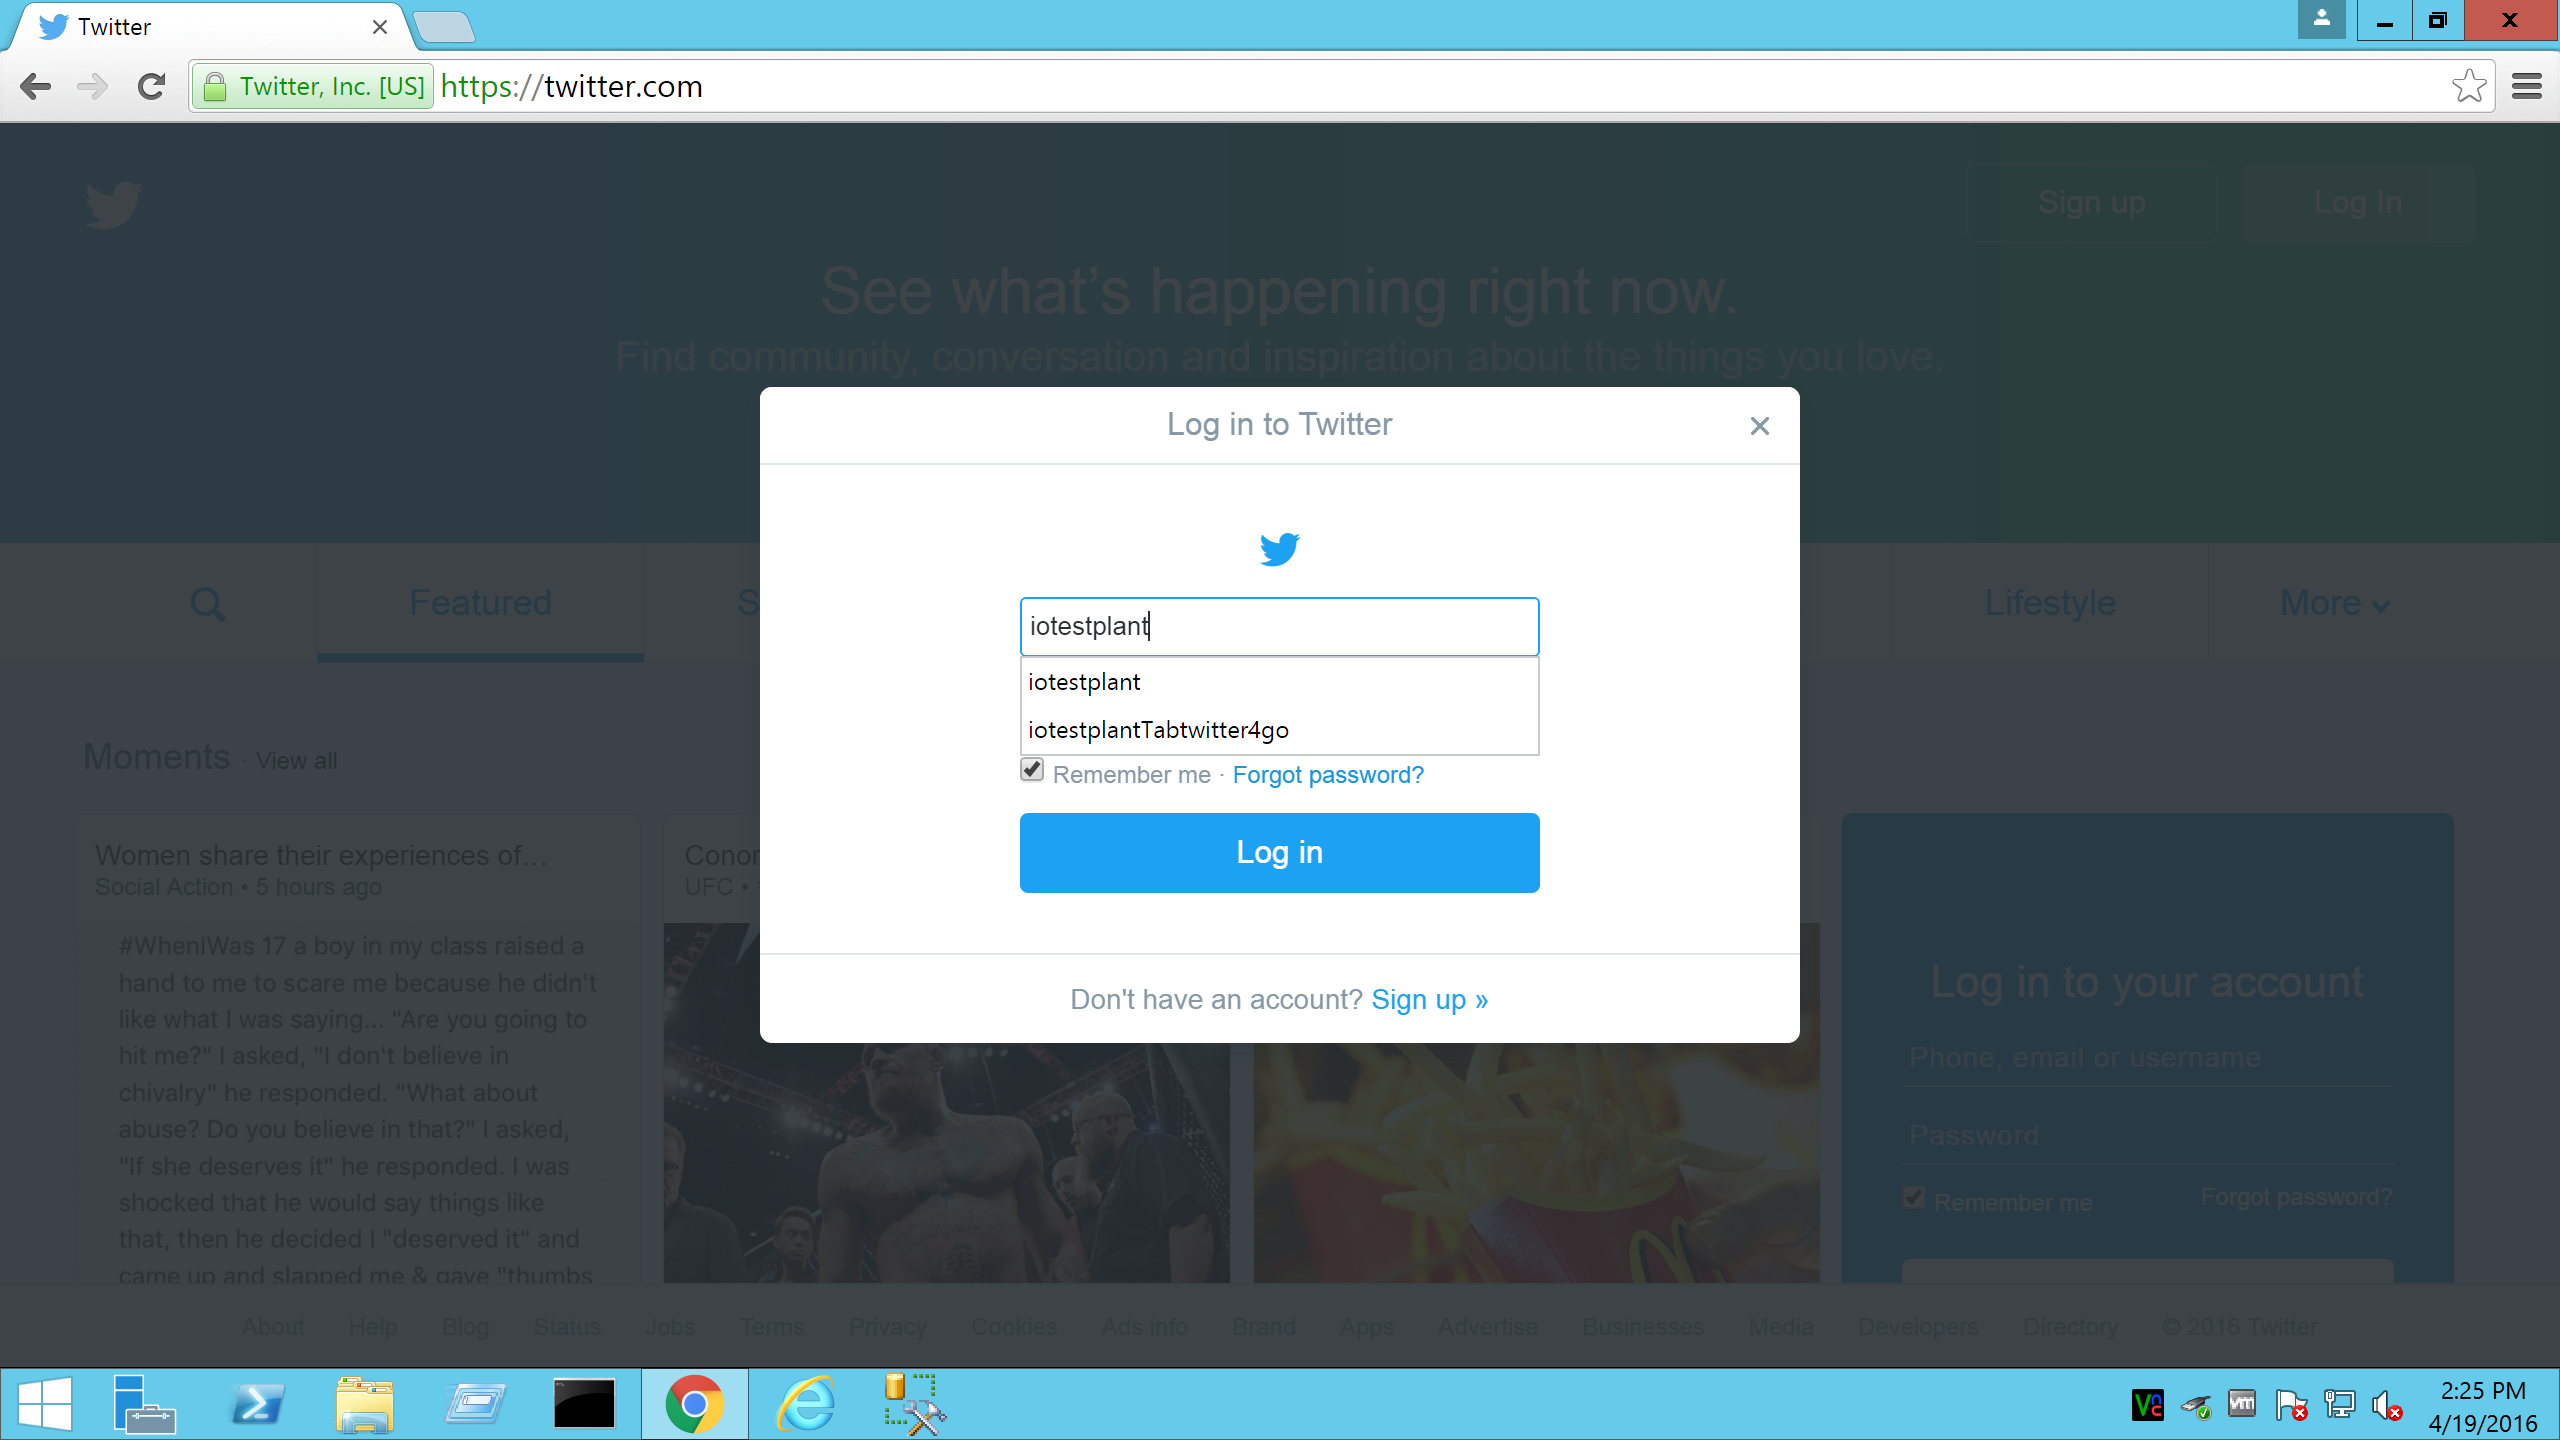 Twitter
Twitter, Inc. [US] https://twitter.com
Sign up
Log In
See what's happening right now.
Find community, conversation and inspiration about the things you love.
Log in to Twitter
Featured
S
Lifestyle
More
iotestplant
iotestplant
iotestplantTabtwitter4go
Remember me · Forgot password?
Log in
Don't have an account? Sign up »
Moments · View all
Women share their experiences of…
Social Action • 5 hours ago
#WhenIWas 17 a boy in my class raised a
hand to me to scare me because he didn't
like what I was saying... "Are you going to
hit me?" I asked, "I don't believe in
chivalry" he responded. "What about
abuse? Do you believe in that?" I asked,
"If she deserves it" he responded. I was
shocked that he would say things like
that, then he decided I "deserved it" and
came up and slapped me & gave "thumbs
Conor
UFC •
Log in to your account
Phone, email or username
Password
Remember me
Forgot password?
About Help Blog Status Jobs Terms Privacy Cookies Ads info Brand Apps Advertise Businesses Media Developers Directory © 2016 Twitter
2:25 PM
4/19/2016